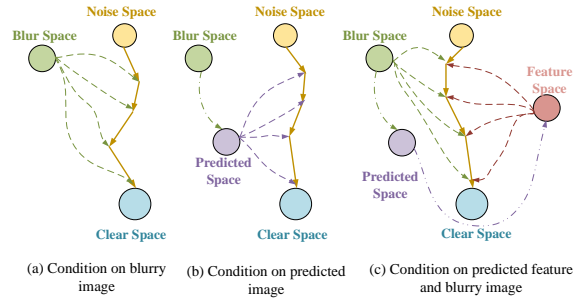 Noise Space
Blur Space
Predicted
Space
Clear Space
(a) Condition on blurry
image
Noise Space
Blur Space
Predicted
Space
Clear Space
(b) Condition on predicted
image
Noise Space
Blur Space
Feature
Space
Predicted
Space
Clear Space
(c) Condition on predicted feature
and blurry image